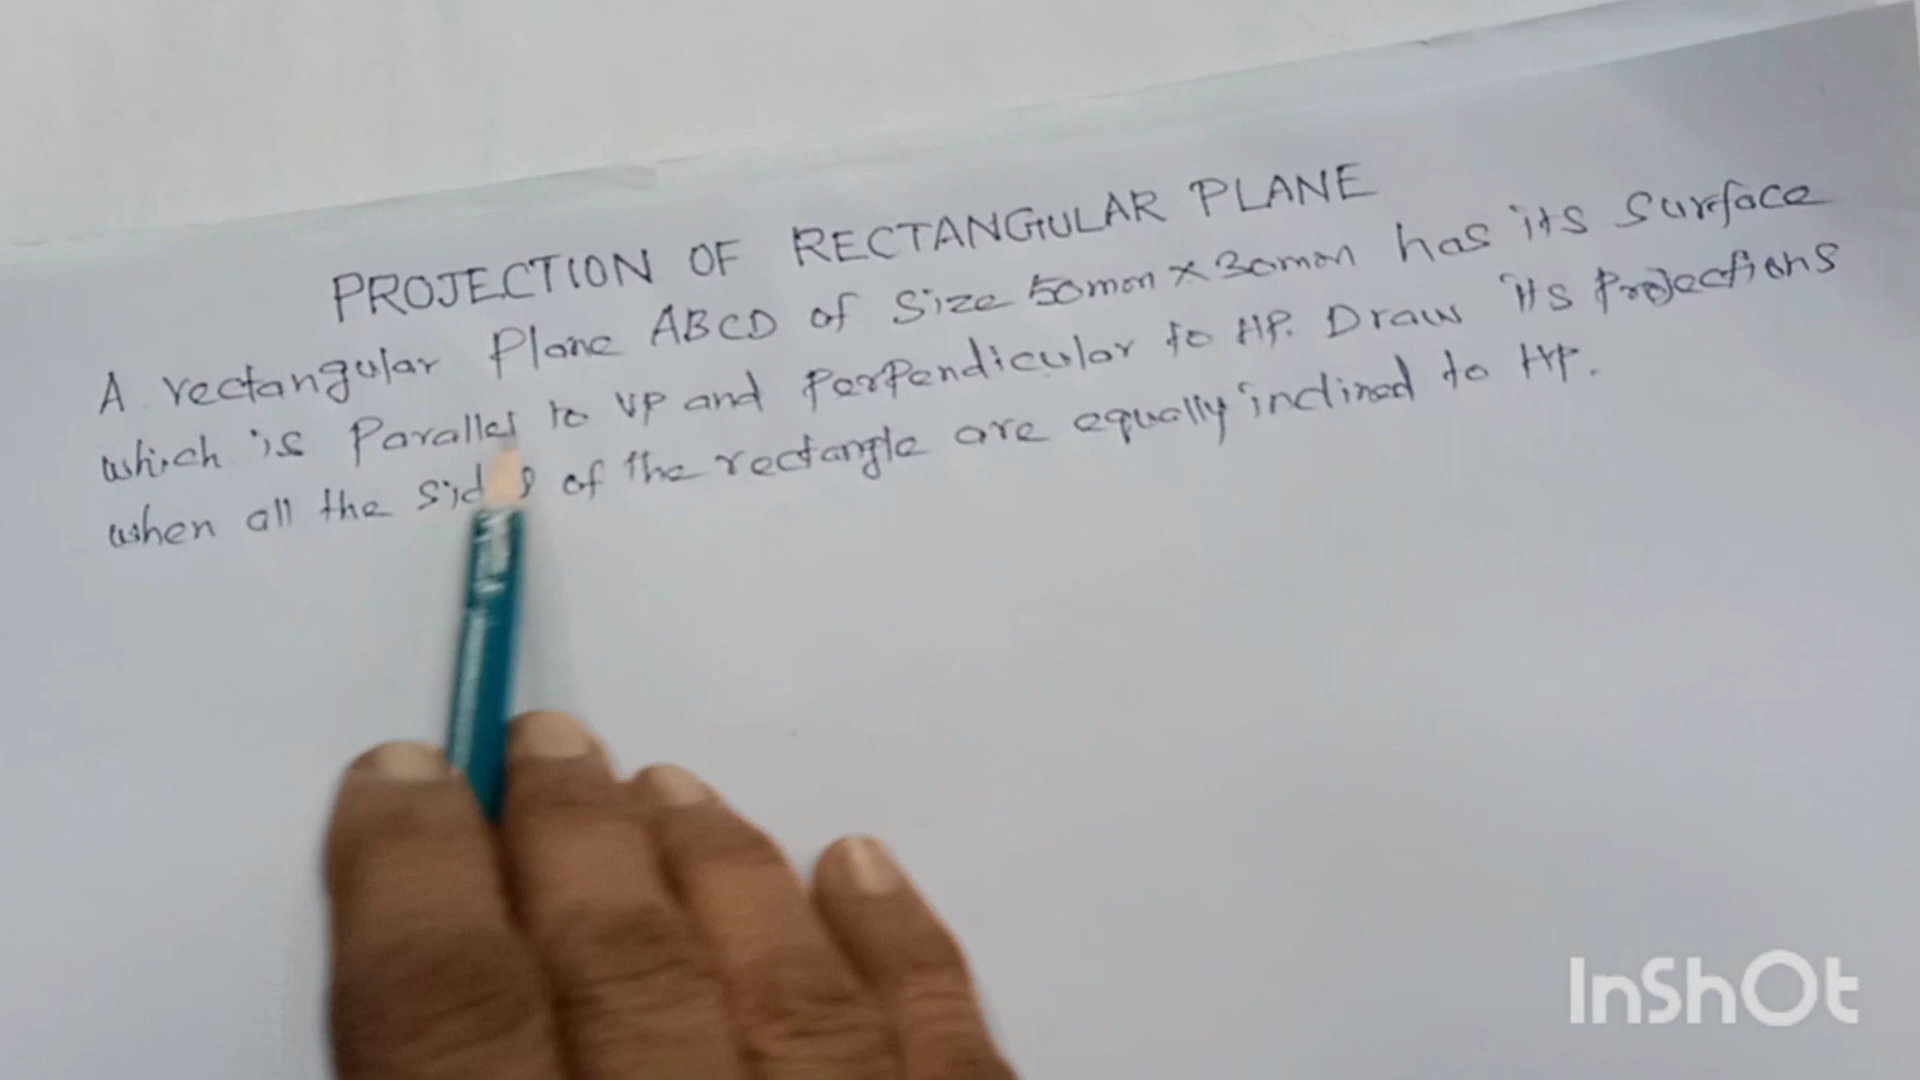 PROJECTION OF RECTANGULAR PLANE
A rectangular Plane ABCD of Size 50mm x 30mm has its Surface
which is Parallel to VP and Perpendicular to HP. Draw its Projections
when all the sides of the rectangle are equally inclined to HP.
InShOt